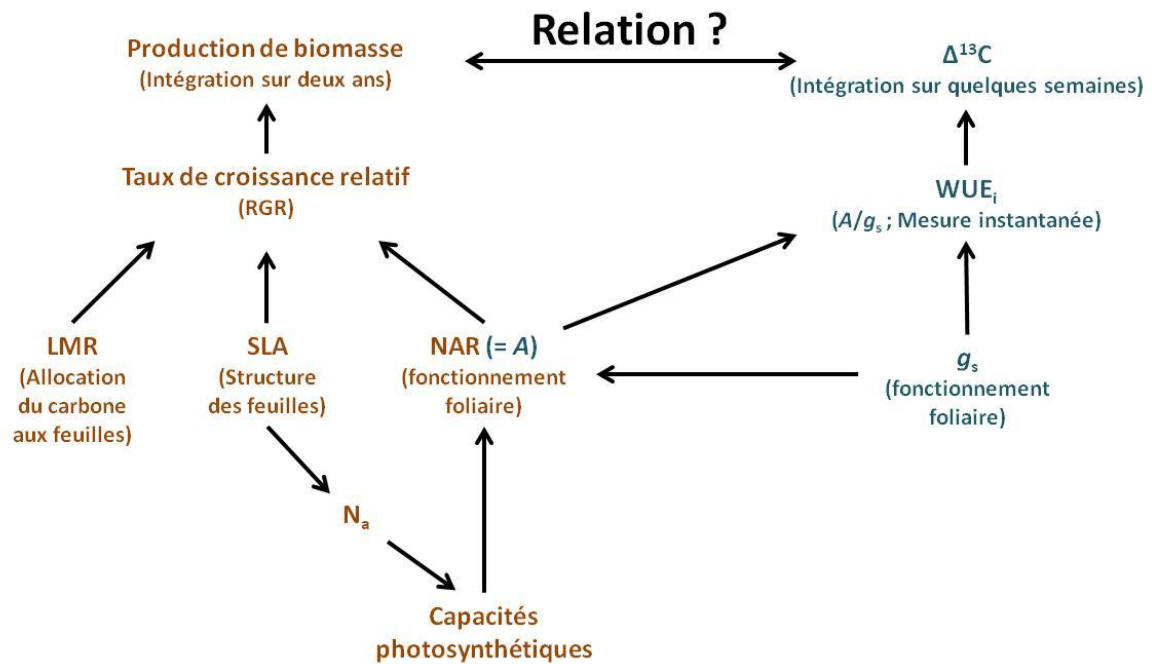 Relation ?
Production de biomasse
(Intégration sur deux ans)
Δ¹³C
(Intégration sur quelques semaines)
Taux de croissance relatif
(RGR)
WUEᵢ
(A/gₛ ; Mesure instantanée)
LMR
(Allocation
du carbone
aux feuilles)
SLA
(Structure
des feuilles)
NAR (= A)
(fonctionnement
foliaire)
gₛ
(fonctionnement
foliaire)
Nₐ
Capacités
photosynthétiques